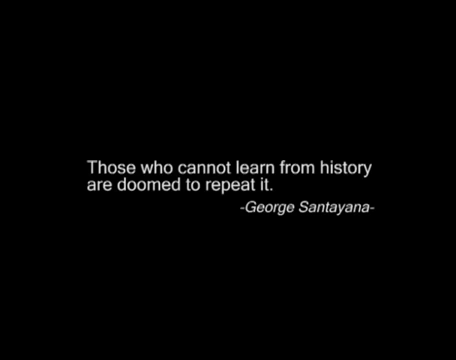 Those who cannot learn from history
are doomed to repeat it.
-George Santayana-